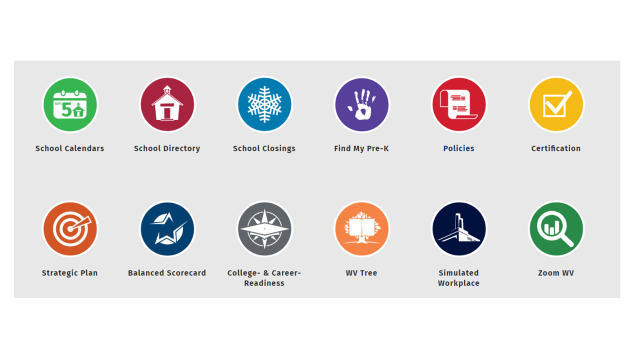 5
School Calendars
School Directory
School Closings
Find My Pre-K
Policies
Certification
Strategic Plan
Balanced Scorecard
College- & Career-
Readiness
WV Tree
Simulated
Workplace
Zoom WV